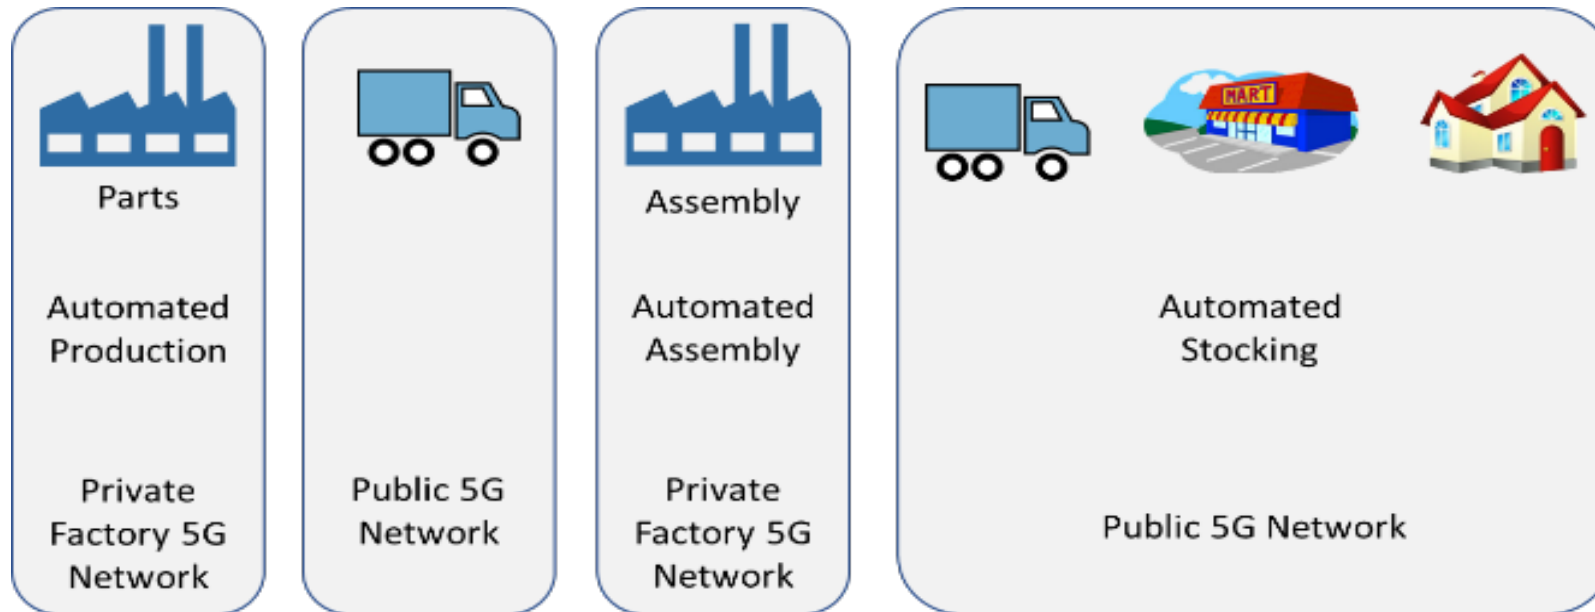 Parts
Automated
Production
Private
Factory 5G
Network
Public 5G
Network
Assembly
Automated
Assembly
Private
Factory 5G
Network
MART
Automated
Stocking
Public 5G Network